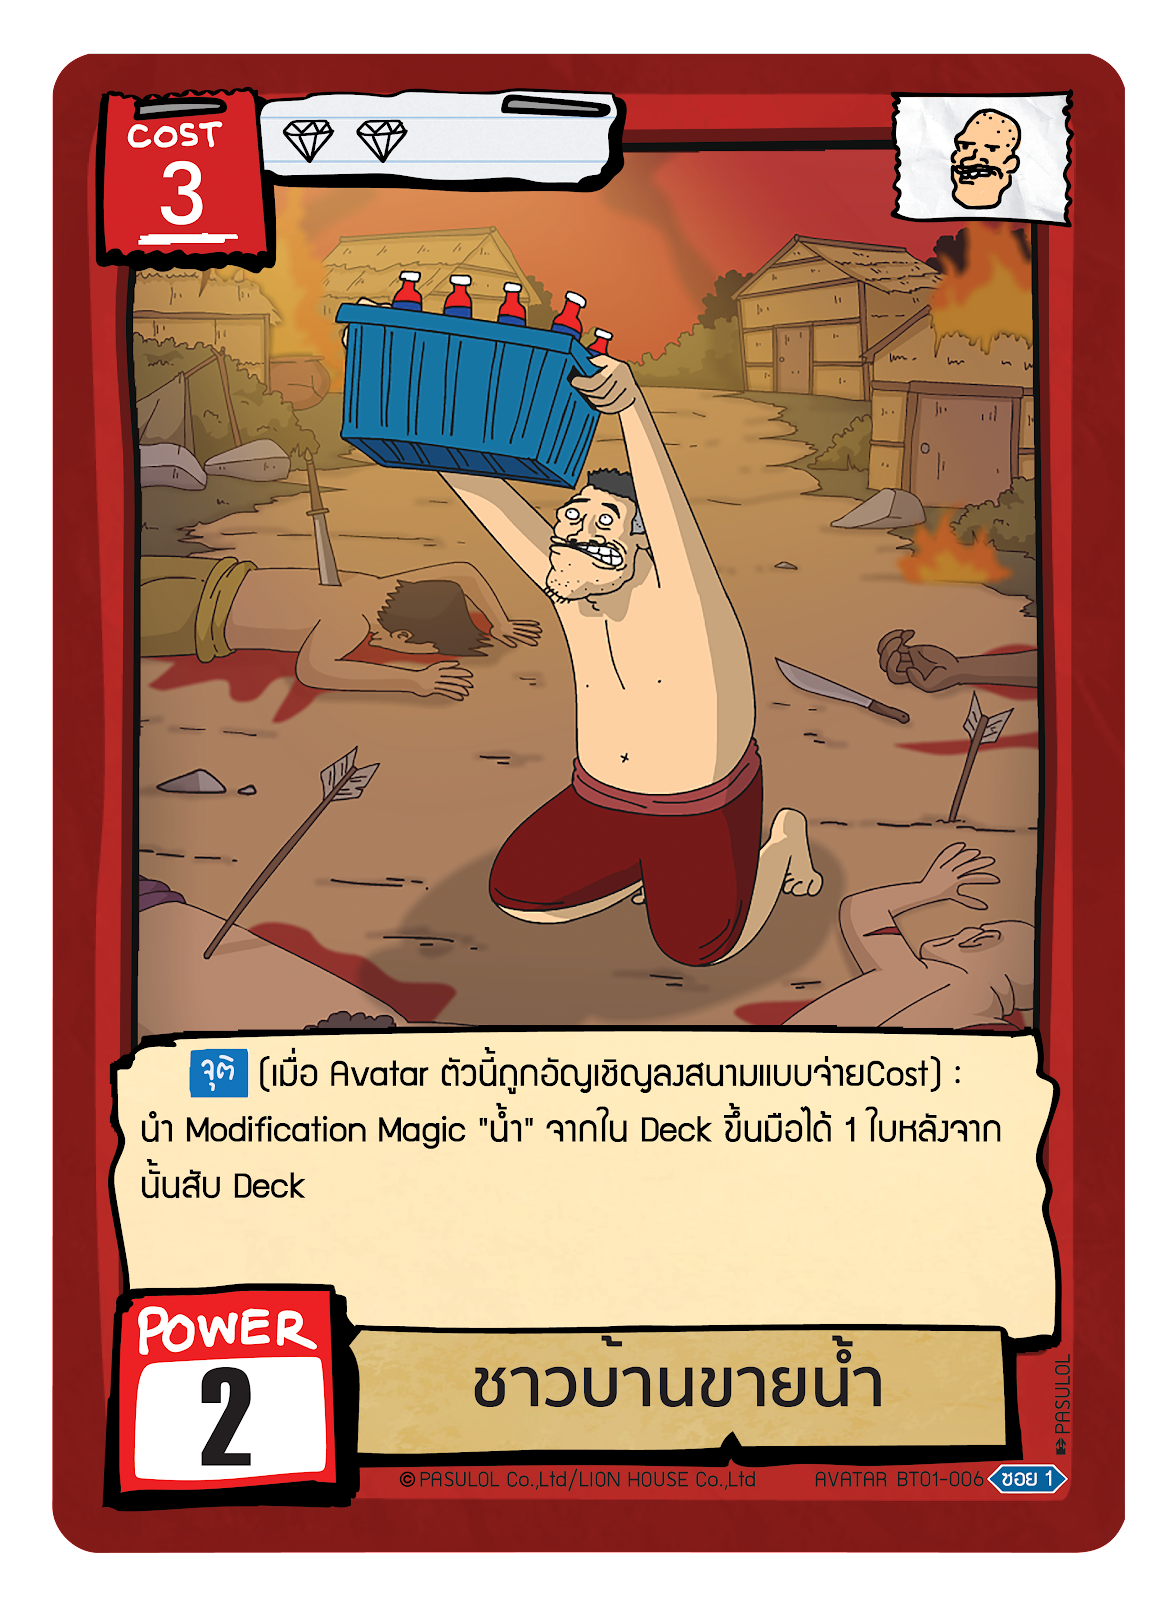 COST
3
จุติ (เมื่อ Avatar ตัวนี้ถูกอัญเชิญลงสนามแบบจ่ายCost) :
นำ Modification Magic "น้ำ" จากใน Deck ขึ้นมือได้ 1 ใบหลังจาก
นั้นสับ Deck
POWER
2
ชาวบ้านขายน้ำ
PASULOL
© PASULOL Co.,Ltd/LION HOUSE Co.,Ltd AVATAR BT01-006 ซอย 1